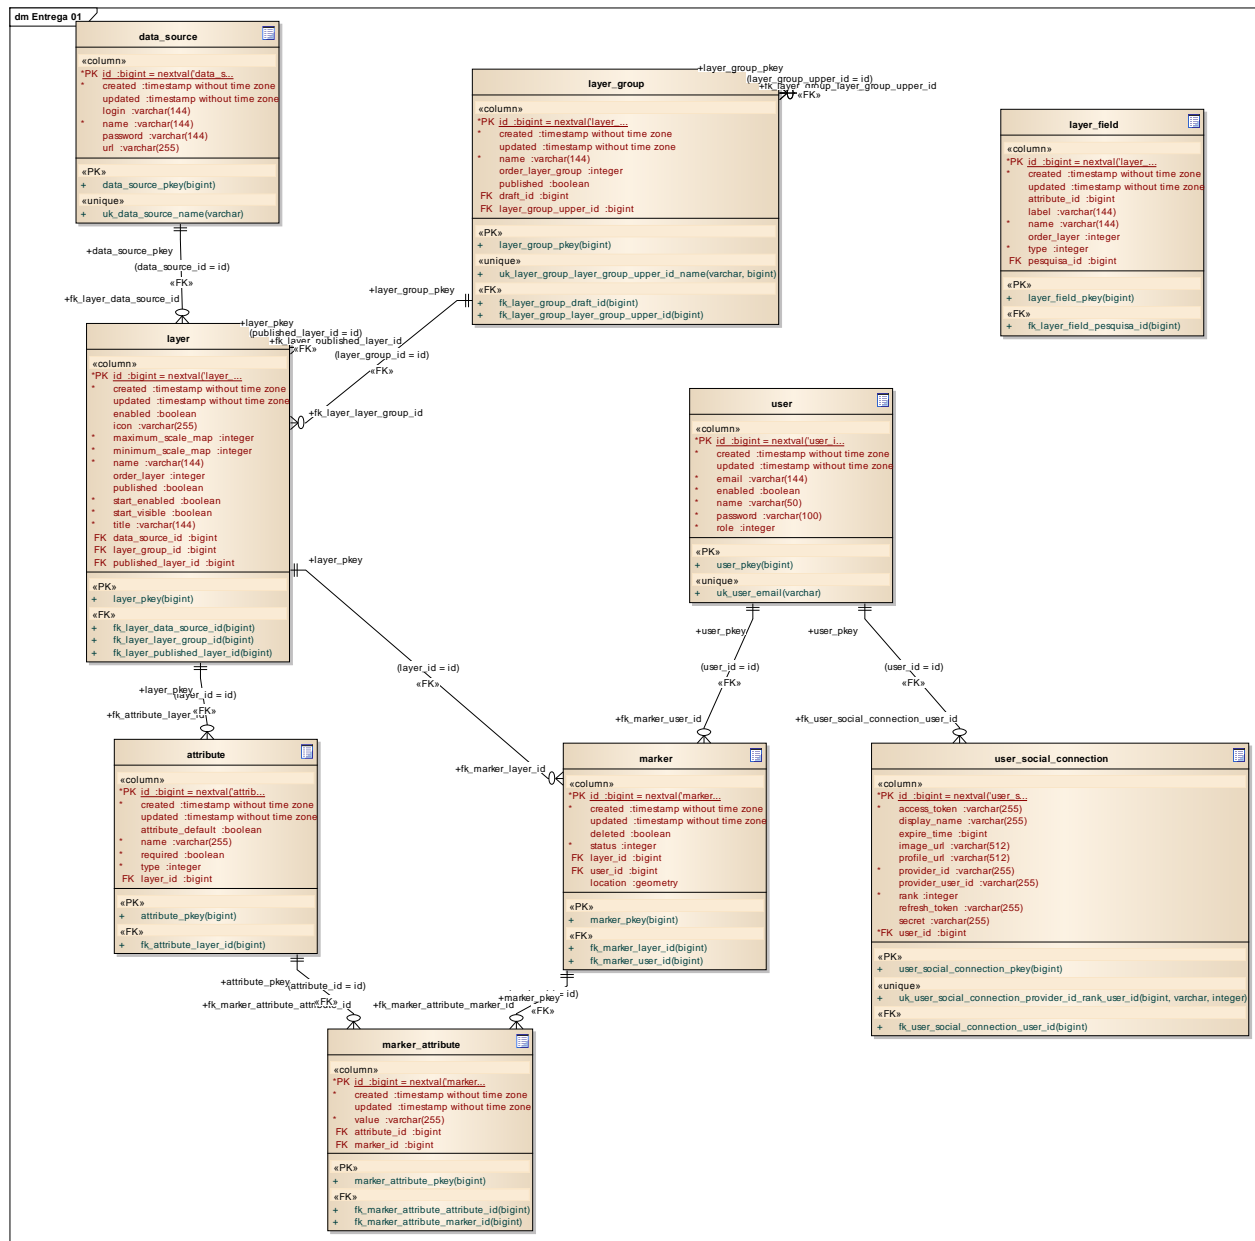 dm Entrega 01
data_source
«column»
*PK id :bigint = nextval('data_s...
* created :timestamp without time zone
updated :timestamp without time zone
login :varchar(144)
* name :varchar(144)
password :varchar(144)
url :varchar(255)
«PK»
+ data_source_pkey(bigint)
«unique»
+ uk_data_source_name(varchar)
+data_source_pkey
(data_source_id = id)
«FK»
+fk_layer_data_source_id
layer_group
«column»
*PK id :bigint = nextval('layer_...
* created :timestamp without time zone
updated :timestamp without time zone
* name :varchar(144)
order_layer_group :integer
published :boolean
FK draft_id :bigint
FK layer_group_upper_id :bigint
«PK»
+ layer_group_pkey(bigint)
«unique»
+ uk_layer_group_layer_group_upper_id_name(varchar, bigint)
«FK»
+ fk_layer_group_draft_id(bigint)
+ fk_layer_group_layer_group_upper_id(bigint)
+layer_group_pkey
(layer_group_upper_id = id)
+fk_layer_group_layer_group_upper_id
«FK»
layer_field
«column»
*PK id :bigint = nextval('layer_...
* created :timestamp without time zone
updated :timestamp without time zone
attribute_id :bigint
label :varchar(144)
* name :varchar(144)
order_layer :integer
* type :integer
FK pesquisa_id :bigint
«PK»
+ layer_field_pkey(bigint)
«FK»
+ fk_layer_field_pesquisa_id(bigint)
+layer_group_pkey
(layer_group_id = id)
«FK»
+fk_layer_layer_group_id
+layer_pkey
(published_layer_id = id)
+fk_layer_published_layer_id
«FK»
layer
«column»
*PK id :bigint = nextval('layer_...
* created :timestamp without time zone
updated :timestamp without time zone
enabled :boolean
icon :varchar(255)
* maximum_scale_map :integer
* minimum_scale_map :integer
* name :varchar(144)
order_layer :integer
published :boolean
* start_enabled :boolean
* start_visible :boolean
* title :varchar(144)
FK data_source_id :bigint
FK layer_group_id :bigint
FK published_layer_id :bigint
«PK»
+ layer_pkey(bigint)
«FK»
+ fk_layer_data_source_id(bigint)
+ fk_layer_layer_group_id(bigint)
+ fk_layer_published_layer_id(bigint)
user
«column»
*PK id :bigint = nextval('user_i...
* created :timestamp without time zone
updated :timestamp without time zone
* email :varchar(144)
* enabled :boolean
* name :varchar(50)
* password :varchar(100)
* role :integer
«PK»
+ user_pkey(bigint)
«unique»
+ uk_user_email(varchar)
+layer_pkey
(layer_id = id)
«FK»
+fk_marker_layer_id
+user_pkey
(user_id = id)
«FK»
+fk_marker_user_id
+user_pkey
(user_id = id)
«FK»
+fk_user_social_connection_user_id
+layer_pkey
(layer_id = id)
«FK»
+fk_attribute_layer_id
attribute
«column»
*PK id :bigint = nextval('attrib...
* created :timestamp without time zone
updated :timestamp without time zone
attribute_default :boolean
* name :varchar(255)
* required :boolean
* type :integer
FK layer_id :bigint
«PK»
+ attribute_pkey(bigint)
«FK»
+ fk_attribute_layer_id(bigint)
marker
«column»
*PK id :bigint = nextval('marker...
* created :timestamp without time zone
updated :timestamp without time zone
deleted :boolean
* status :integer
FK layer_id :bigint
FK user_id :bigint
location :geometry
«PK»
+ marker_pkey(bigint)
«FK»
+ fk_marker_layer_id(bigint)
+ fk_marker_user_id(bigint)
user_social_connection
«column»
*PK id :bigint = nextval('user_s...
* access_token :varchar(255)
display_name :varchar(255)
expire_time :bigint
image_url :varchar(512)
profile_url :varchar(512)
* provider_id :varchar(255)
provider_user_id :varchar(255)
* rank :integer
refresh_token :varchar(255)
secret :varchar(255)
*FK user_id :bigint
«PK»
+ user_social_connection_pkey(bigint)
«unique»
+ uk_user_social_connection_provider_id_rank_user_id(bigint, varchar, integer)
«FK»
+ fk_user_social_connection_user_id(bigint)
+attribute_pkey
(attribute_id = id)
«FK»
+fk_marker_attribute_attribute_id
+marker_pkey
= id)
«FK»
+fk_marker_attribute_marker_id
marker_attribute
«column»
*PK id :bigint = nextval('marker...
* created :timestamp without time zone
updated :timestamp without time zone
* value :varchar(255)
FK attribute_id :bigint
FK marker_id :bigint
«PK»
+ marker_attribute_pkey(bigint)
«FK»
+ fk_marker_attribute_attribute_id(bigint)
+ fk_marker_attribute_marker_id(bigint)